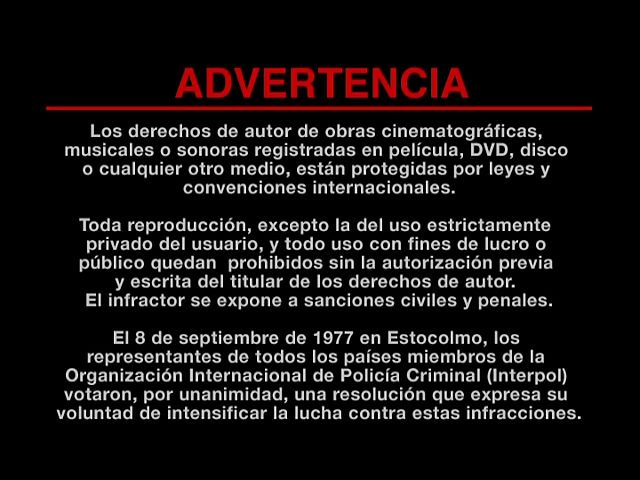 ADVERTENCIA
Los derechos de autor de obras cinematográficas,
musicales o sonoras registradas en película, DVD, disco
o cualquier otro medio, están protegidas por leyes y
convenciones internacionales.
Toda reproducción, excepto la del uso estrictamente
privado del usuario, y todo uso con fines de lucro o
público quedan  prohibidos sin la autorización previa
y escrita del titular de los derechos de autor.
El infractor se expone a sanciones civiles y penales.
El 8 de septiembre de 1977 en Estocolmo, los
representantes de todos los países miembros de la
Organización Internacional de Policía Criminal (Interpol)
votaron, por unanimidad, una resolución que expresa su
voluntad de intensificar la lucha contra estas infracciones.